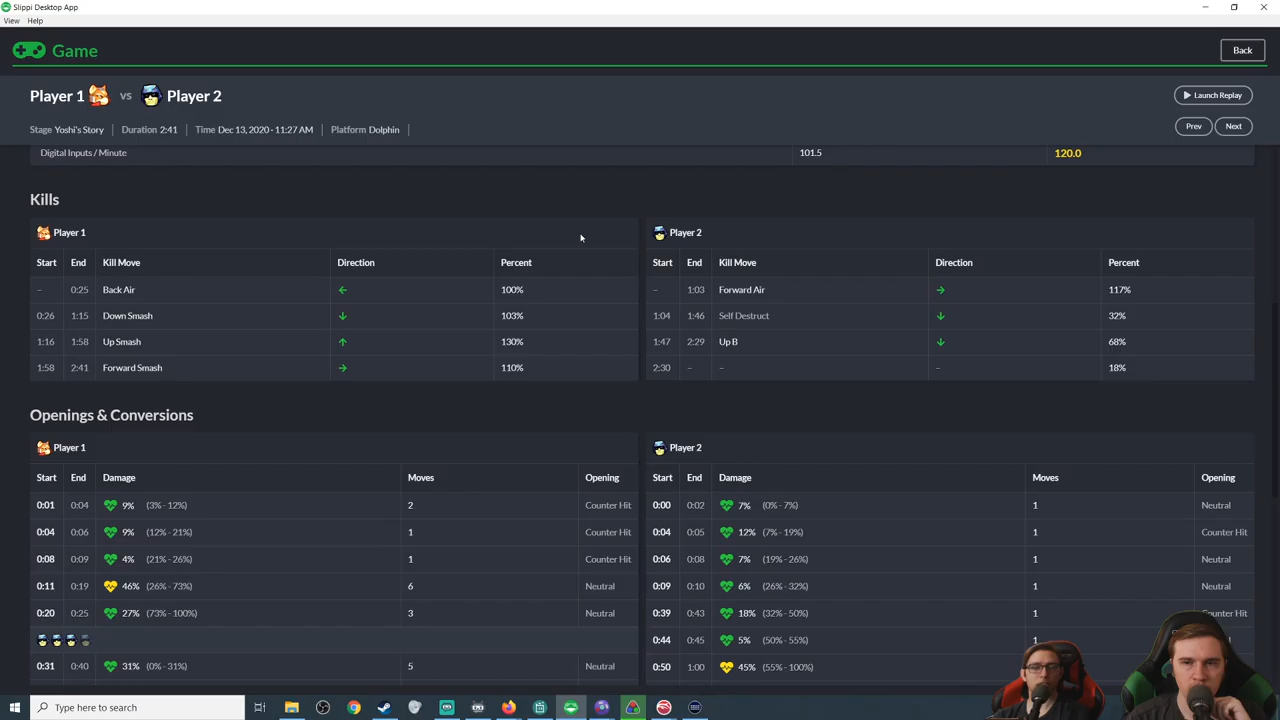 Slippi Desktop App
View Help
Game Back
Player 1 vs Player 2 Launch Replay
Stage Yoshi's Story Duration 2:41 Time Dec 13, 2020 - 11:27 AM Platform Dolphin Prev Next
Digital Inputs / Minute 101.5 120.0
Kills
Player 1
Start End Kill Move Direction Percent
– 0:25 Back Air ← 100%
0:26 1:15 Down Smash ↓ 103%
1:16 1:58 Up Smash ↑ 130%
1:58 2:41 Forward Smash → 110%
Player 2
Start End Kill Move Direction Percent
– 1:03 Forward Air → 117%
1:04 1:46 Self Destruct ↓ 32%
1:47 2:29 Up B ↓ 68%
2:30 – – – 18%
Openings & Conversions
Player 1
Start End Damage Moves Opening
0:01 0:04 9% (3% - 12%) 2 Counter Hit
0:04 0:06 9% (12% - 21%) 1 Counter Hit
0:08 0:09 4% (21% - 26%) 1 Counter Hit
0:11 0:19 46% (26% - 73%) 6 Neutral
0:20 0:25 27% (73% - 100%) 3 Neutral
0:31 0:40 31% (0% - 31%) 5 Neutral
Player 2
Start End Damage Moves Opening
0:00 0:02 7% (0% - 7%) 1 Neutral
0:04 0:05 12% (7% - 19%) 1 Counter Hit
0:06 0:08 7% (19% - 26%) 1 Neutral
0:09 0:10 6% (26% - 32%) 1 Neutral
0:39 0:43 18% (32% - 50%) 1 Counter Hit
0:44 0:45 5% (50% - 55%) 1
0:50 1:00 45% (55% - 100%)
Type here to search